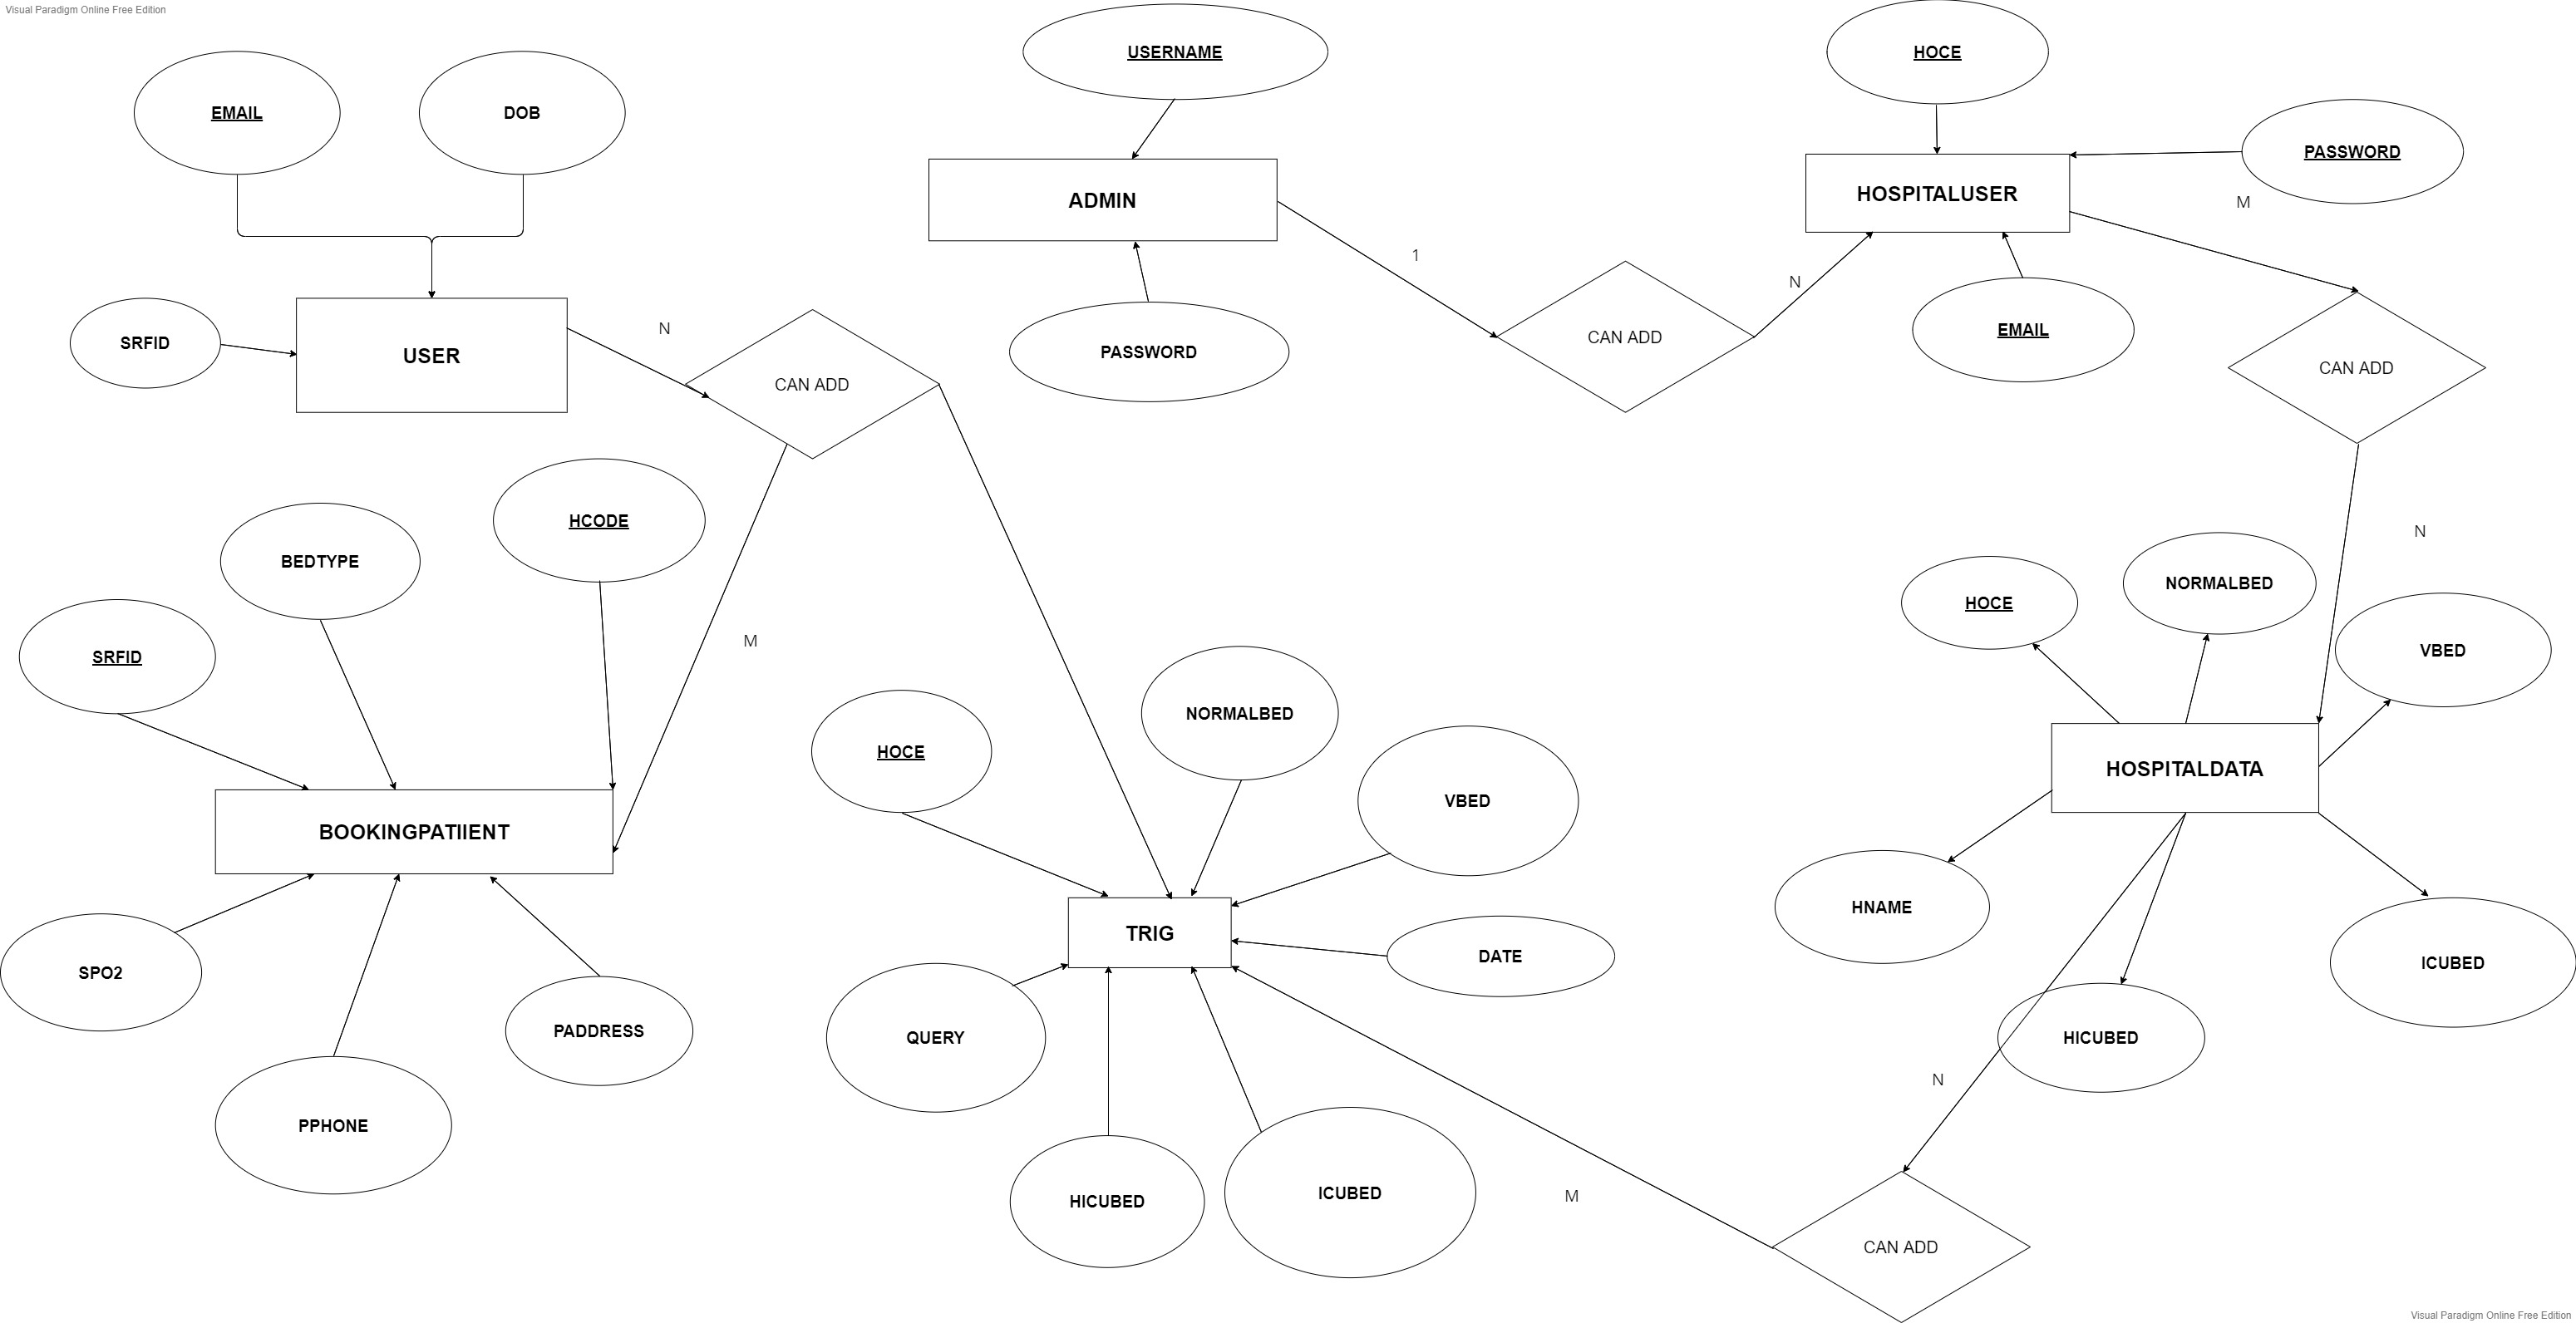 Visual Paradigm Online Free Edition
USERNAME
HOCE
EMAIL
DOB
PASSWORD
ADMIN
HOSPITALUSER
M
1
N
SRFID
USER
N
CAN ADD
PASSWORD
CAN ADD
EMAIL
CAN ADD
HCODE
BEDTYPE
N
HOCE
NORMALBED
VBED
SRFID
M
HOCE
NORMALBED
VBED
HOSPITALDATA
BOOKINGPATIIENT
TRIG
HNAME
DATE
ICUBED
SPO2
PADDRESS
QUERY
HICUBED
N
PPHONE
HICUBED
ICUBED
M
CAN ADD
Visual Paradigm Online Free Edition